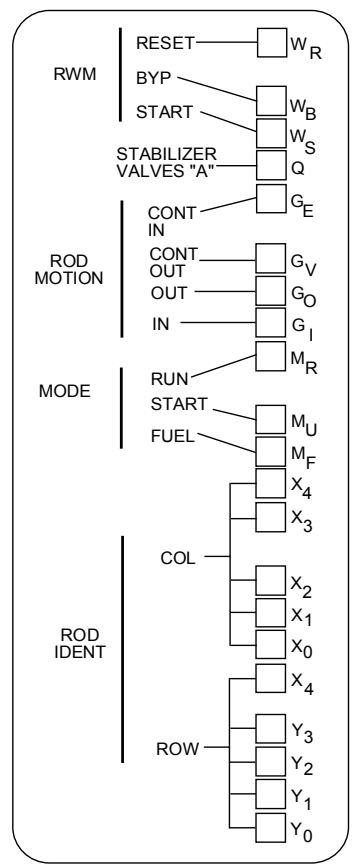 RESET W_R
RWM
BYP W_B
START W_S
STABILIZER
VALVES "A" Q
CONT
IN G_E
ROD
MOTION
CONT
OUT G_V
OUT G_O
IN G_I
RUN M_R
MODE
START M_U
FUEL M_F
X_4
X_3
COL
X_2
X_1
X_0
ROD
IDENT
X_4
Y_3
ROW
Y_2
Y_1
Y_0